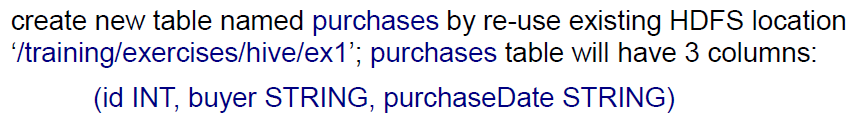 create new table named purchases by re-use existing HDFS location
‘/training/exercises/hive/ex1’; purchases table will have 3 columns:
(id INT, buyer STRING, purchaseDate STRING)